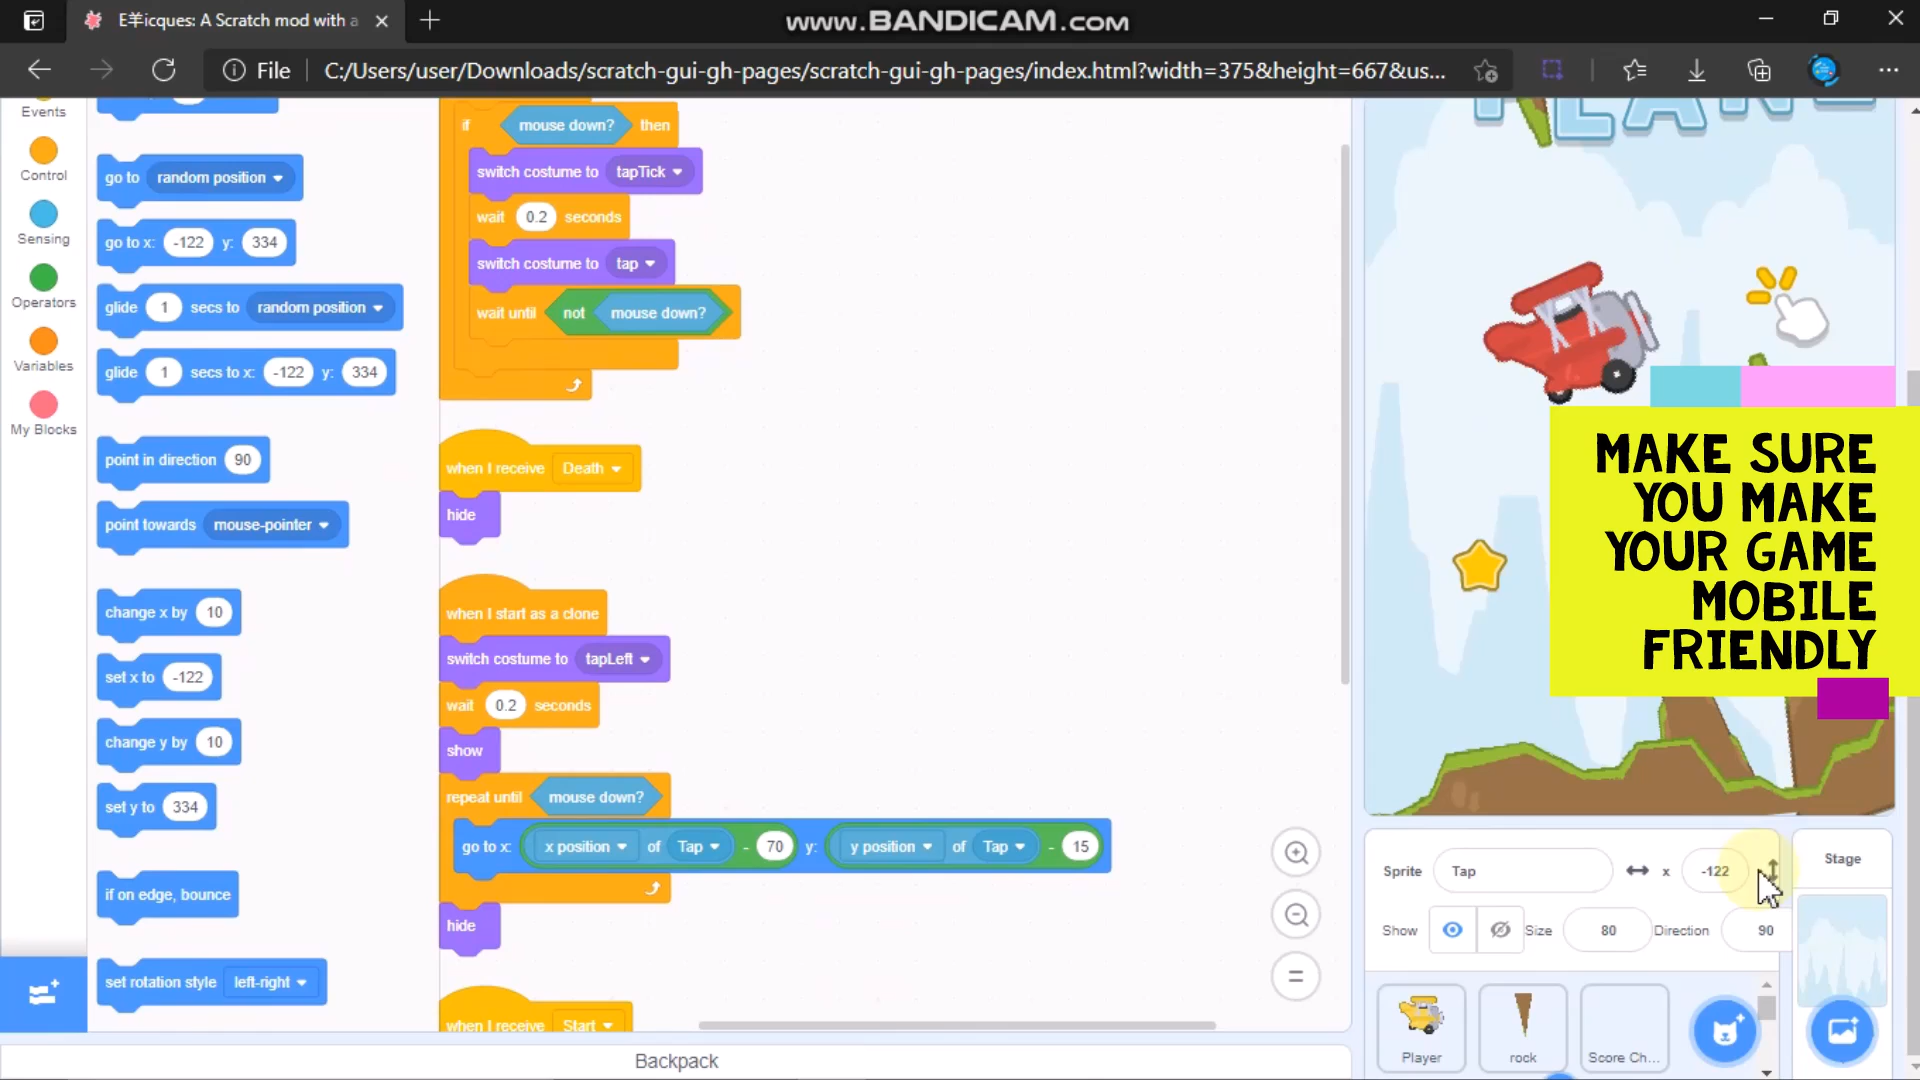 E羊icques: A Scratch mod with a
www.BANDICAM.com
File
C:/Users/user/Downloads/scratch-gui-gh-pages/scratch-gui-gh-pages/index.html?width=375&height=667&us...
Events
Control
Sensing
Operators
Variables
My Blocks
go to random position
go to x: -122 y: 334
glide 1 secs to random position
glide 1 secs to x: -122 y: 334
point in direction 90
point towards mouse-pointer
change x by 10
set x to -122
change y by 10
set y to 334
if on edge, bounce
set rotation style left-right
if mouse down? then
switch costume to tapTick
wait 0.2 seconds
switch costume to tap
wait until not mouse down?
when I receive Death
hide
when I start as a clone
switch costume to tapLeft
wait 0.2 seconds
show
repeat until mouse down?
go to x: x position of Tap - 70 y: y position of Tap - 15
hide
when I receive Start
Backpack
MAKE SURE
YOU MAKE
YOUR GAME
MOBILE
FRIENDLY
Sprite Tap x -122
Show Size 80 Direction 90
Stage
Player
rock
Score Ch...